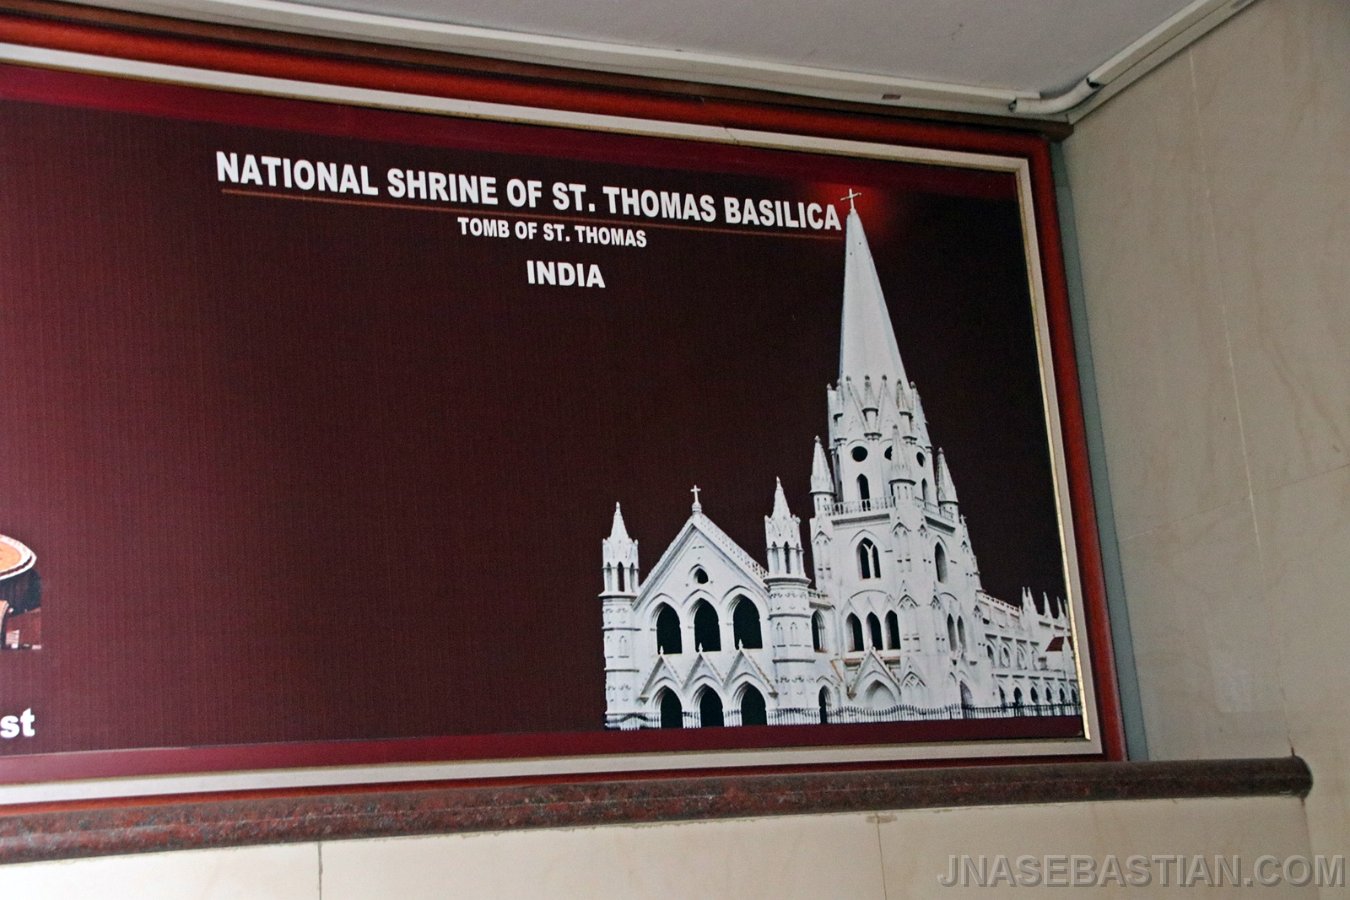 NATIONAL SHRINE OF ST. THOMAS BASILICA
TOMB OF ST. THOMAS
INDIA
st
JNASEBASTIAN.COM